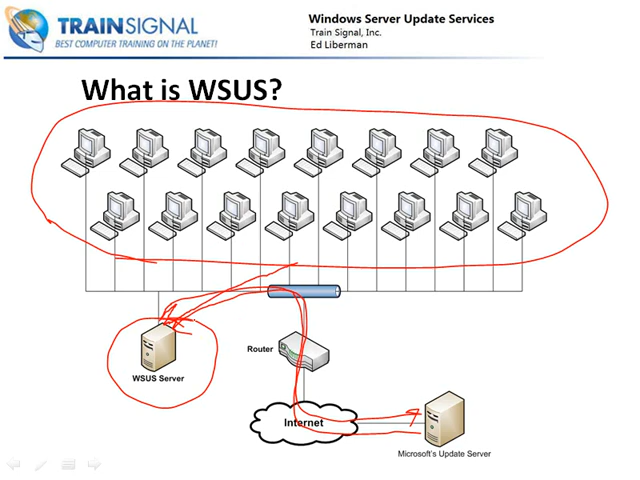 TRAINSIGNAL
BEST COMPUTER TRAINING ON THE PLANET!
Windows Server Update Services
Train Signal, Inc.
Ed Liberman
What is WSUS?
Router
WSUS Server
Internet
Microsoft's Update Server